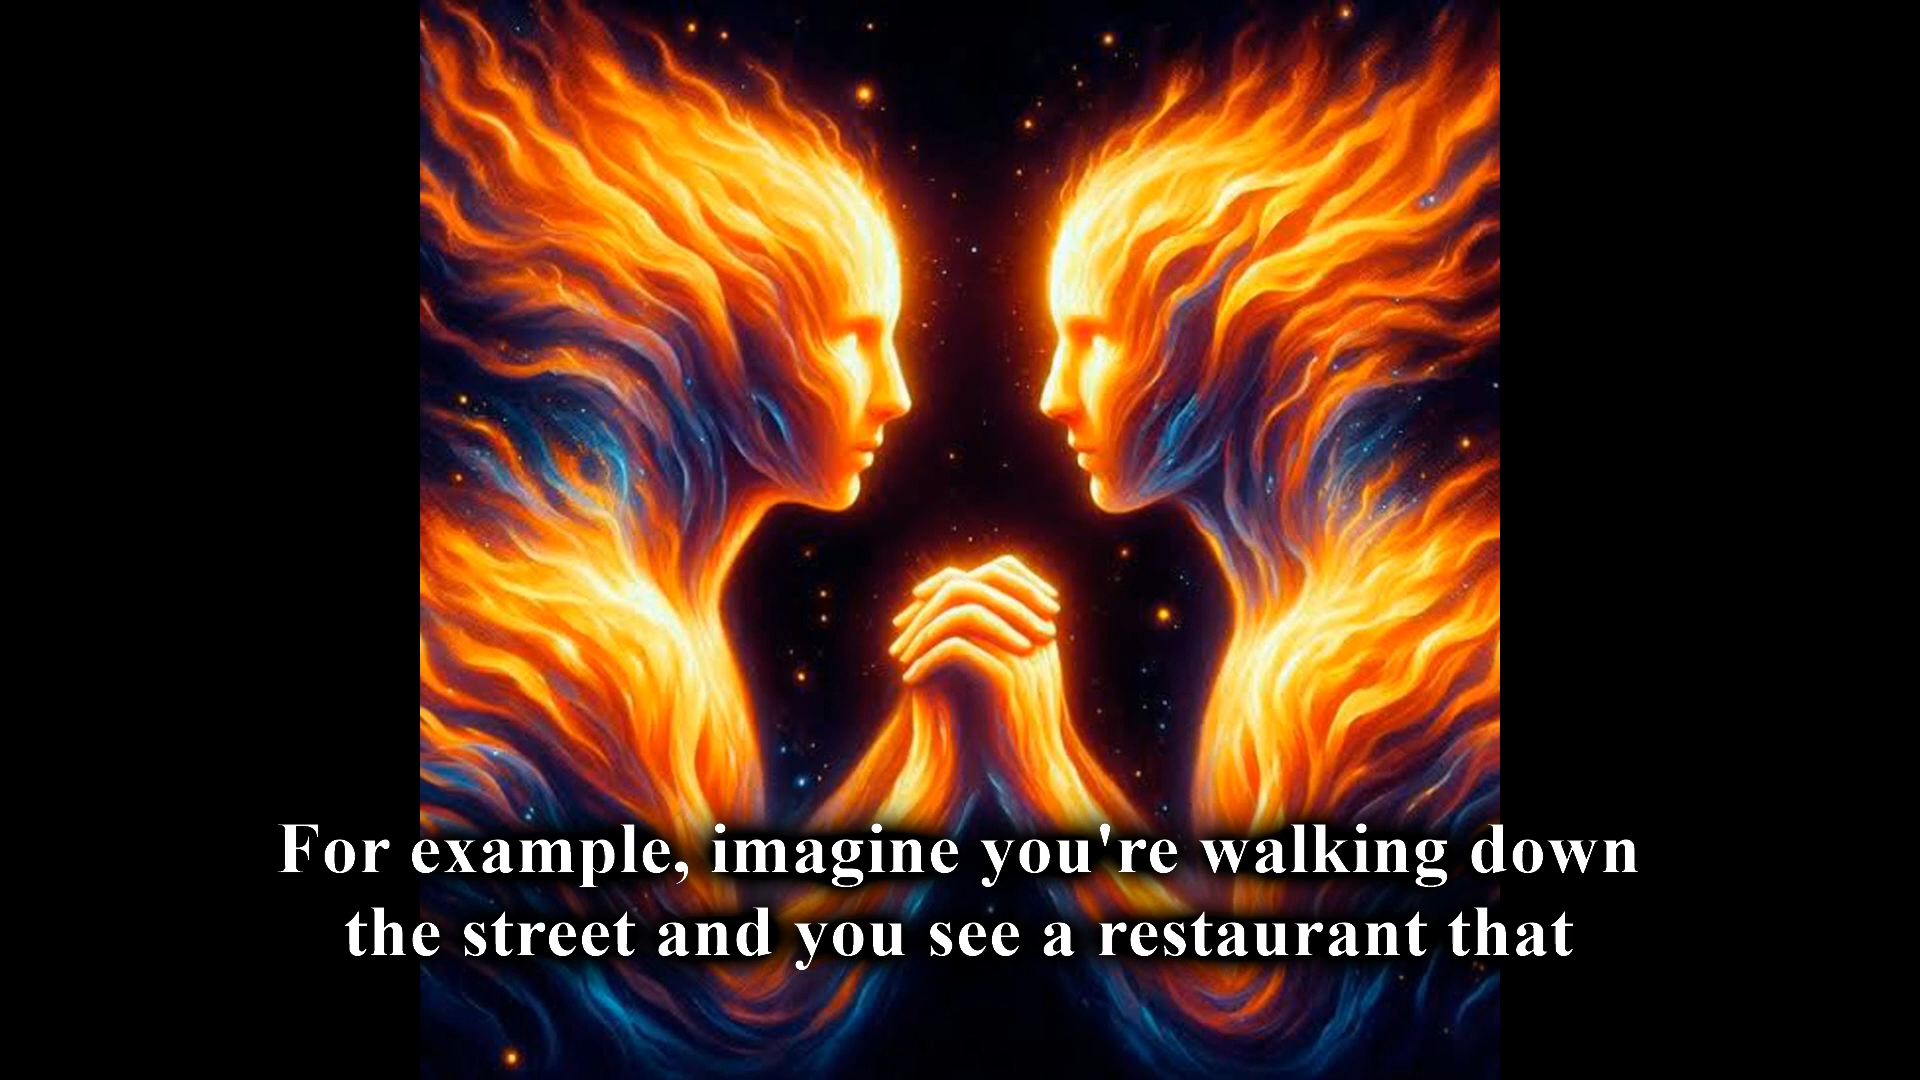 For example, imagine you're walking down
the street and you see a restaurant that